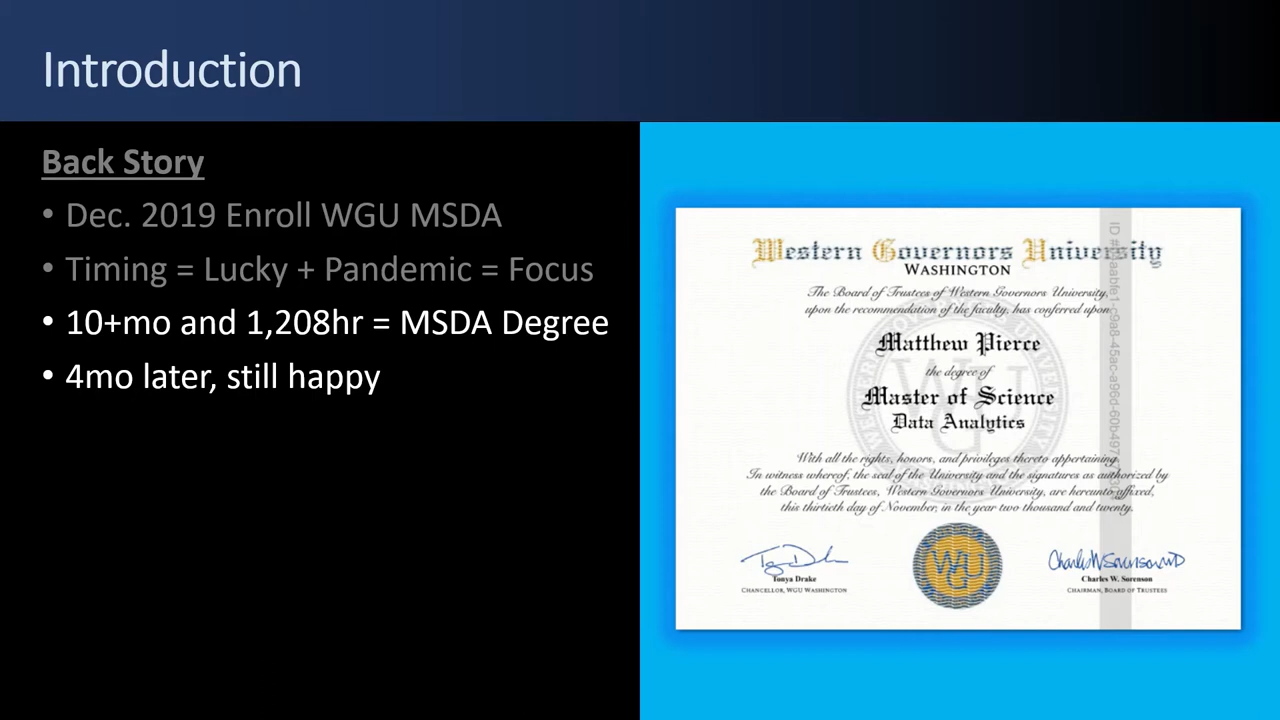 Introduction
Back Story
• Dec. 2019 Enroll WGU MSDA
• Timing = Lucky + Pandemic = Focus
• 10+mo and 1,208hr = MSDA Degree
• 4mo later, still happy
Western Governors University
WASHINGTON
The Board of Trustees of Western Governors University,
upon the recommendation of the faculty, has conferred upon
Matthew Pierce
the degree of
Master of Science
Data Analytics
With all the rights, honors, and privileges thereto appertaining.
In witness whereof, the seal of the University and the signatures as authorized by
the Board of Trustees, Western Governors University, are hereunto affixed,
this thirtieth day of November, in the year two thousand and twenty.
Tonya Drake
CHANCELLOR, WGU WASHINGTON
WGU
Charles W. Sorenson
CHAIRMAN, BOARD OF TRUSTEES